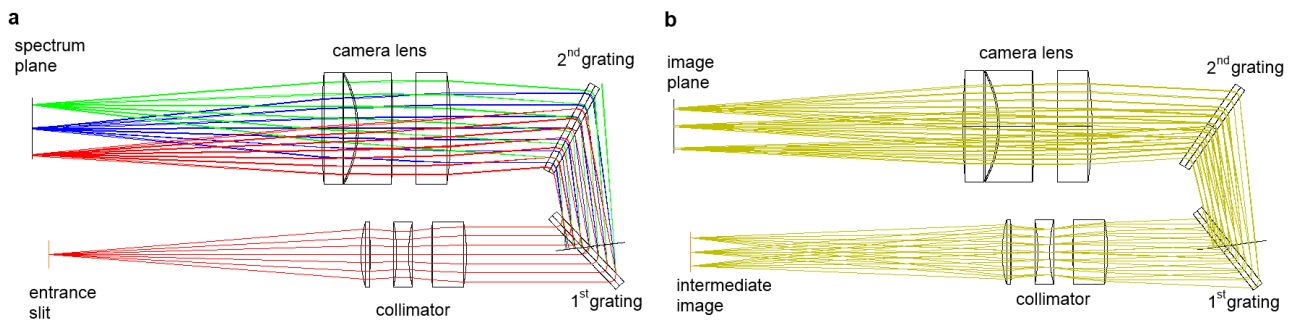 a
spectrum
plane
camera lens
2nd grating
entrance
slit
collimator
1st grating
b
image
plane
camera lens
2nd grating
intermediate
image
collimator
1st grating